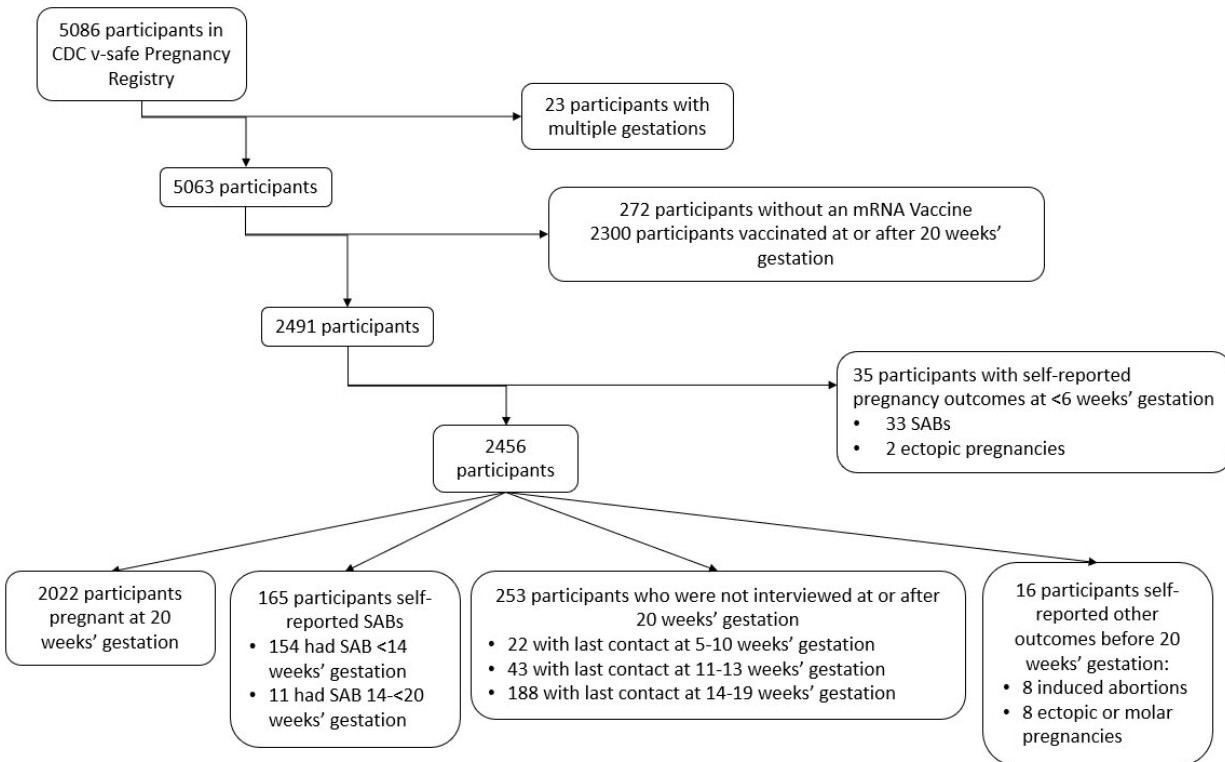 5086 participants in
CDC v-safe Pregnancy
Registry
23 participants with
multiple gestations
5063 participants
272 participants without an mRNA Vaccine
2300 participants vaccinated at or after 20 weeks’
gestation
2491 participants
35 participants with self-reported
pregnancy outcomes at <6 weeks’ gestation
• 33 SABs
• 2 ectopic pregnancies
2456
participants
2022 participants
pregnant at 20
weeks’ gestation
165 participants self-
reported SABs
• 154 had SAB <14
weeks’ gestation
• 11 had SAB 14-<20
weeks’ gestation
253 participants who were not interviewed at or after
20 weeks’ gestation
• 22 with last contact at 5-10 weeks’ gestation
• 43 with last contact at 11-13 weeks’ gestation
• 188 with last contact at 14-19 weeks’ gestation
16 participants self-
reported other
outcomes before 20
weeks’ gestation:
• 8 induced abortions
• 8 ectopic or molar
pregnancies